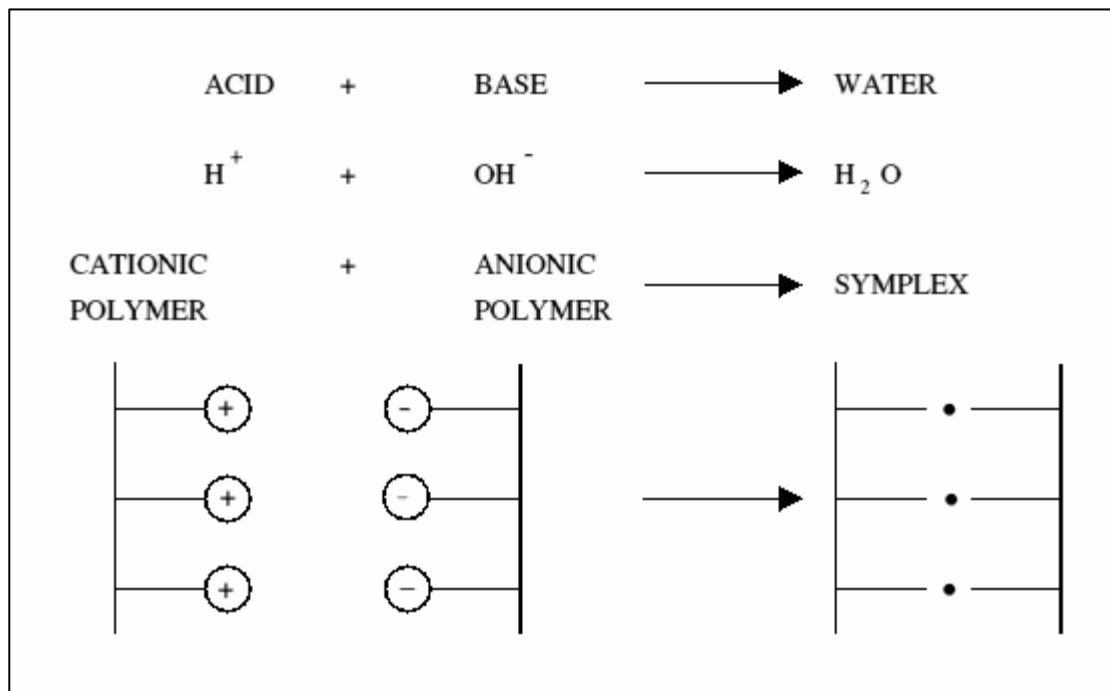 ACID + BASE WATER
H⁺ + OH⁻ H₂O
CATIONIC + ANIONIC SYMPLEX
POLYMER POLYMER
+ -
+ -
+ -